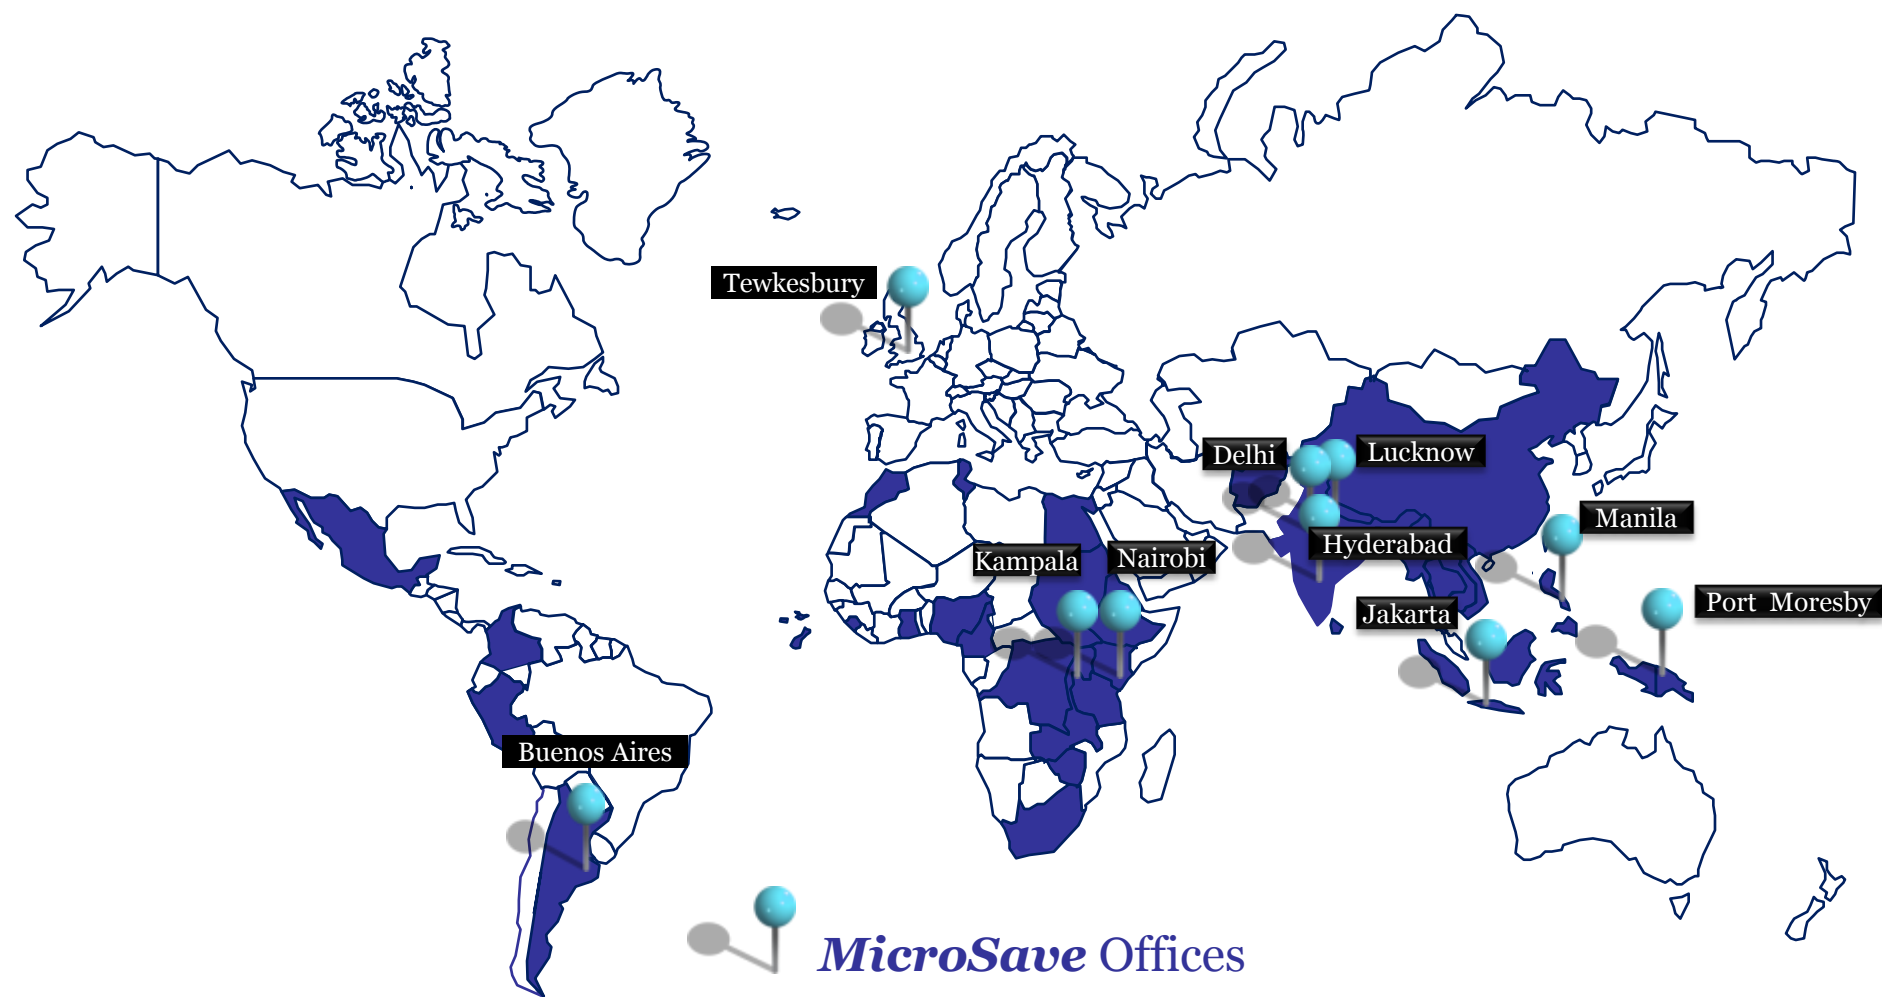 Tewkesbury
Delhi
Lucknow
Manila
Hyderabad
Kampala
Nairobi
Jakarta
Port Moresby
Buenos Aires
MicroSave Offices